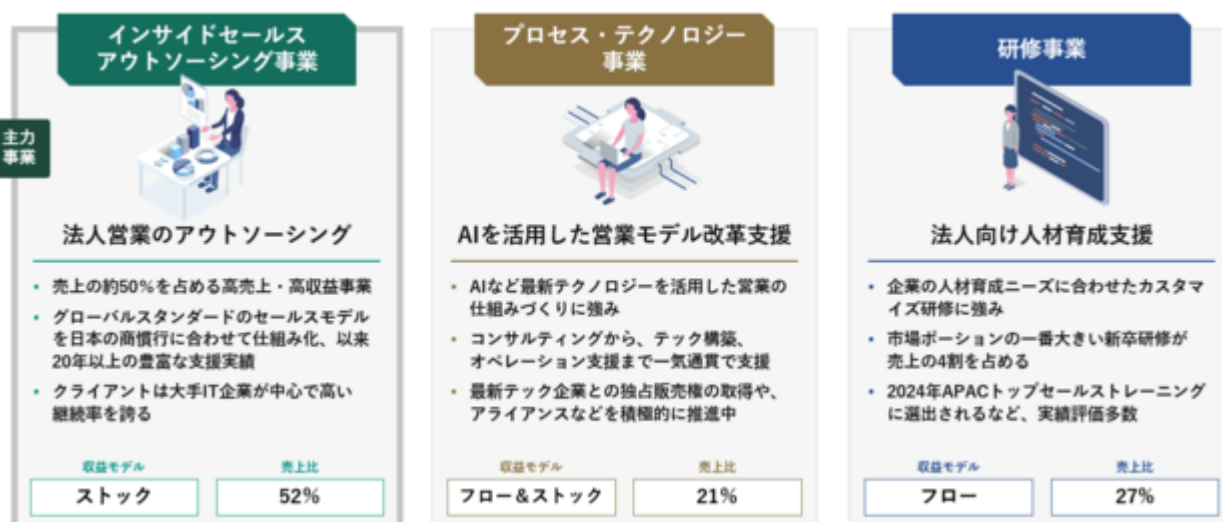 インサイドセールス
アウトソーシング事業
主力
事業
法人営業のアウトソーシング
・売上の約50％を占める高売上・高収益事業
・グローバルスタンダードのセールスモデル
を日本の商慣行に合わせて仕組み化、以来
20年以上の豊富な支援実績
・クライアントは大手IT企業が中心で高い
継続率を誇る
収益モデル
ストック
売上比
52%
プロセス・テクノロジー
事業
AIを活用した営業モデル改革支援
・AIなど最新テクノロジーを活用した営業の
仕組みづくりに強み
・コンサルティングから、テック構築、
オペレーション支援まで一気通貫で支援
・最新テック企業との独占販売権の取得や、
アライアンスなどを積極的に推進中
収益モデル
フロー＆ストック
売上比
21%
研修事業
法人向け人材育成支援
・企業の人材育成ニーズに合わせたカスタマ
イズ研修に強み
・市場ポーションの一番大きい新卒研修が
売上の4割を占める
・2024年APACトップセールストレーニング
に選出されるなど、実績評価多数
収益モデル
フロー
売上比
27%